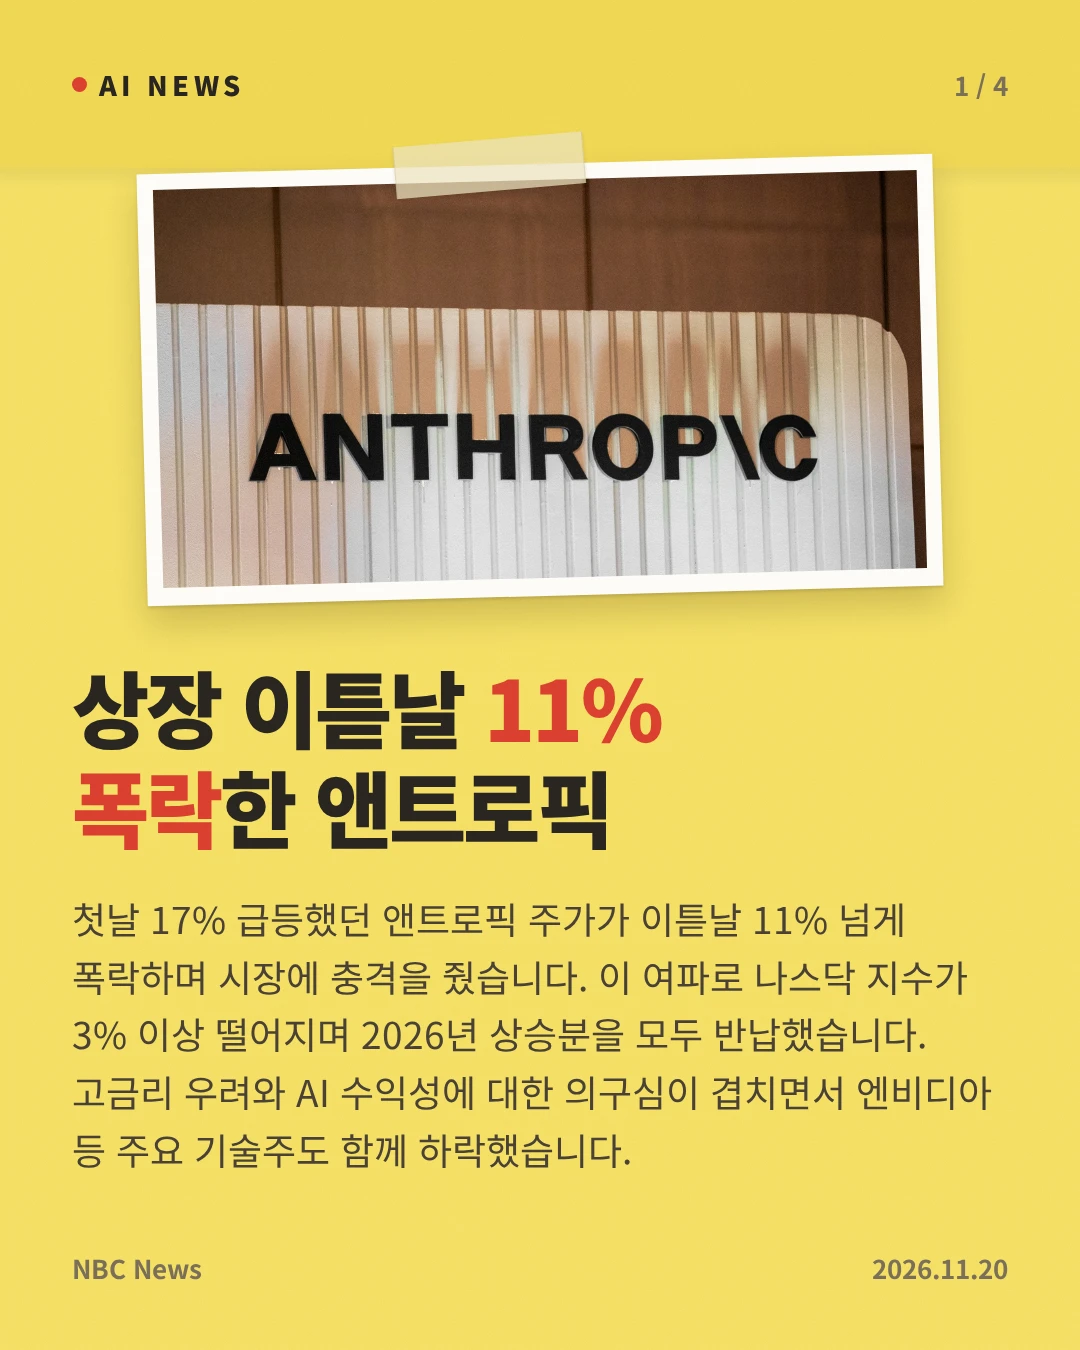 AI NEWS
1 / 4
ANTHROP\C
상장 이튿날 11%
폭락한 앤트로픽
첫날 17% 급등했던 앤트로픽 주가가 이튿날 11% 넘게
폭락하며 시장에 충격을 줬습니다. 이 여파로 나스닥 지수가
3% 이상 떨어지며 2026년 상승분을 모두 반납했습니다.
고금리 우려와 AI 수익성에 대한 의구심이 겹치면서 엔비디아
등 주요 기술주도 함께 하락했습니다.
NBC News
2026.11.20